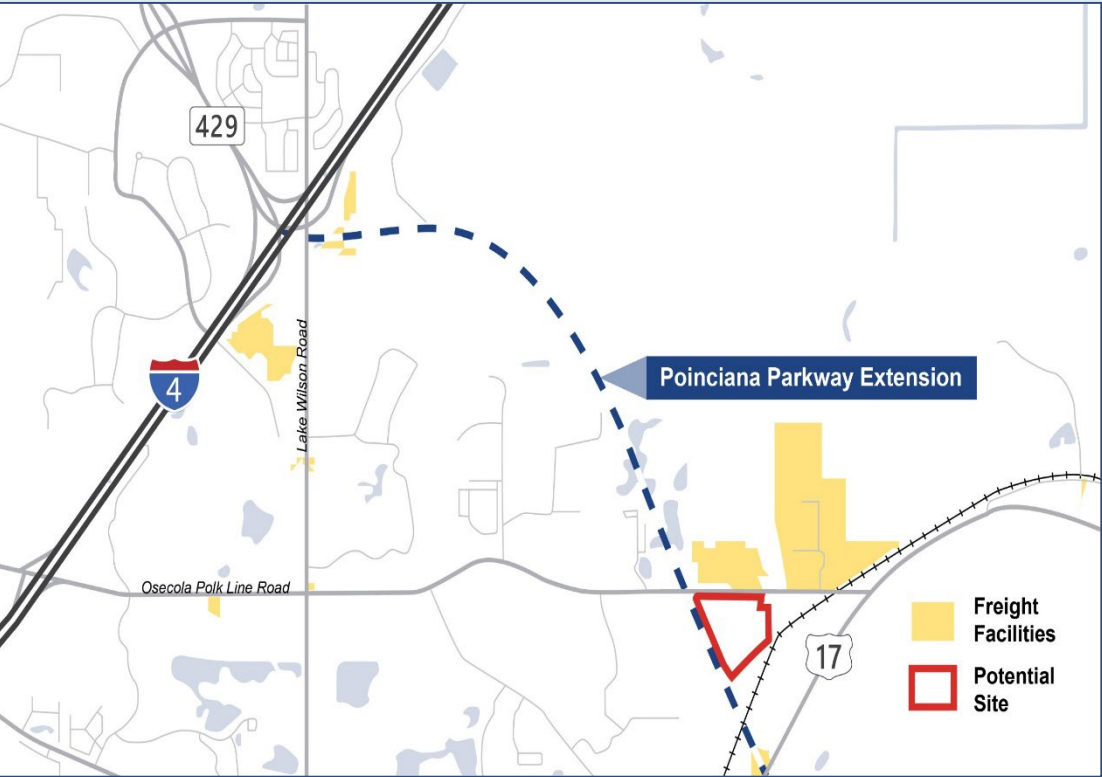 429
Lake Wilson Road
4
Poinciana Parkway Extension
Osecola Polk Line Road
17
Freight
Facilities
Potential
Site